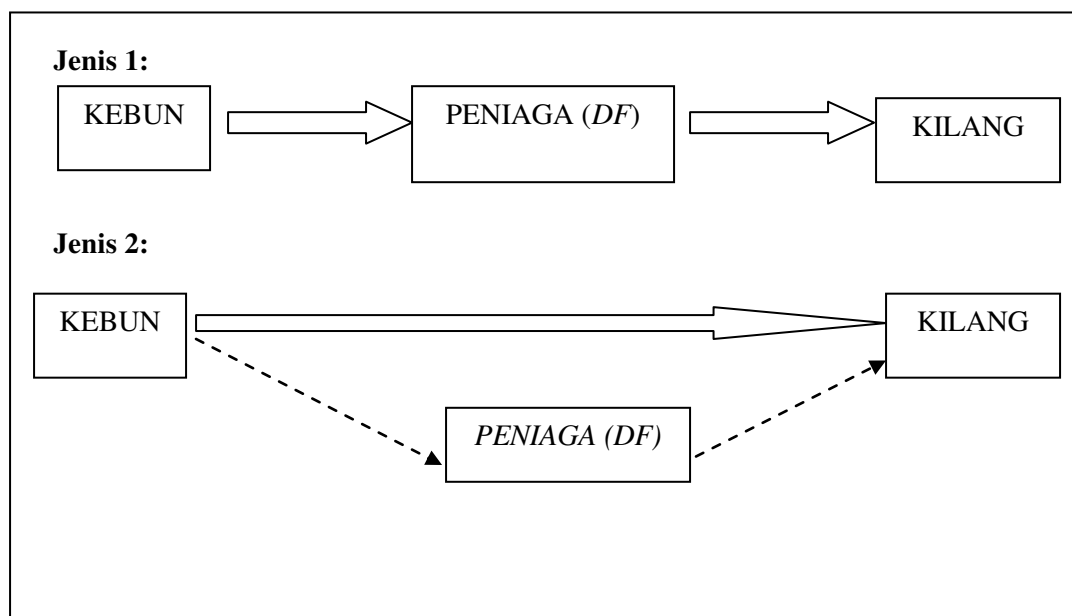 Jenis 1:
KEBUN
PENIAGA (DF)
KILANG
Jenis 2:
KEBUN
KILANG
PENIAGA (DF)